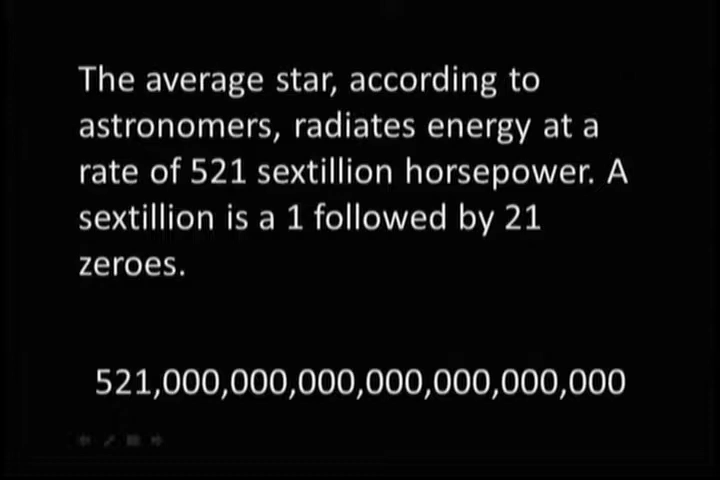 The average star, according to
astronomers, radiates energy at a
rate of 521 sextillion horsepower. A
sextillion is a 1 followed by 21
zeroes.
521,000,000,000,000,000,000,000